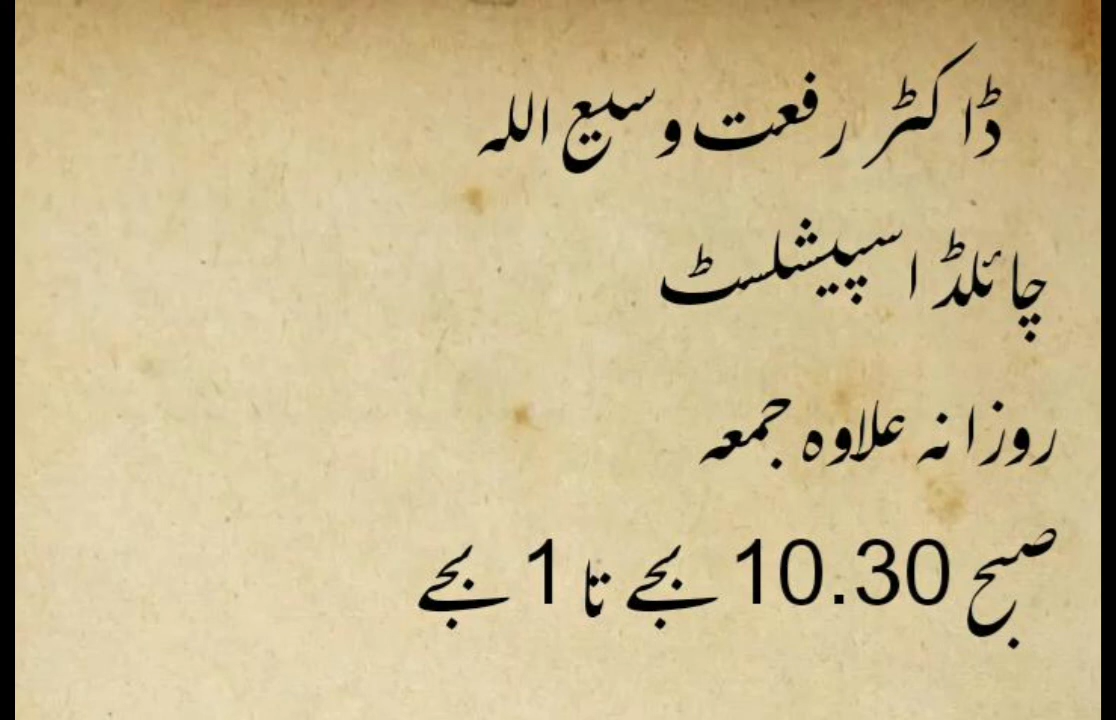 ڈاکٹر رفعت وسیع اللہ
چائلڈ اسپیشلسٹ
روزانہ علاوہ جمعہ
صبح 10.30 بجے تا 1 بجے